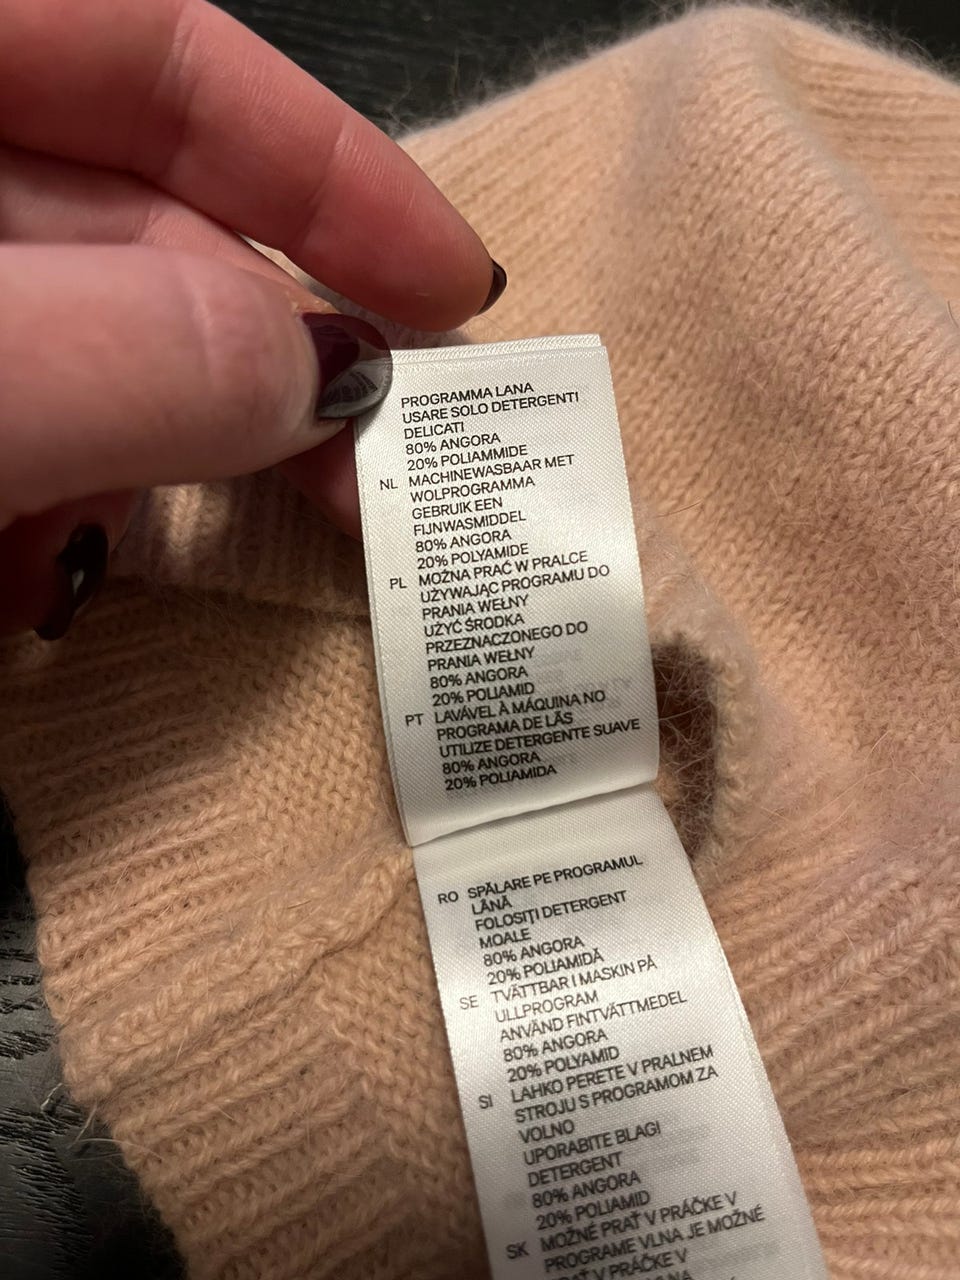 PROGRAMMA LANA
USARE SOLO DETERGENTI
DELICATI
80% ANGORA
20% POLIAMMIDE
NL MACHINEWASBAAR MET
WOLPROGRAMMA
GEBRUIK EEN
FIJNWASMIDDEL
80% ANGORA
20% POLYAMIDE
PL MOŻNA PRAĆ W PRALCE
UŻYWAJĄC PROGRAMU DO
PRANIA WEŁNY
UŻYĆ ŚRODKA
PRZEZNACZONEGO DO
PRANIA WEŁNY
80% ANGORA
20% POLIAMID
PT LAVÁVEL À MÁQUINA NO
PROGRAMA DE LÃS
UTILIZE DETERGENTE SUAVE
80% ANGORA
20% POLIAMIDA
RO SPĂLARE PE PROGRAMUL
LÂNĂ
FOLOSIŢI DETERGENT
MOALE
80% ANGORA
20% POLIAMIDĂ
SE TVÄTTBAR I MASKIN PÅ
ULLPROGRAM
ANVÄND FINTVÄTTMEDEL
80% ANGORA
20% POLYAMID
SI LAHKO PERETE V PRALNEM
STROJU S PROGRAMOM ZA
VOLNO
UPORABITE BLAGI
DETERGENT
80% ANGORA
20% POLIAMID
SK MOŽNÉ PRAŤ V PRÁČKE V
PROGRAME VLNA JE MOŽNÉ
PRAŤ V PRÁČKE V